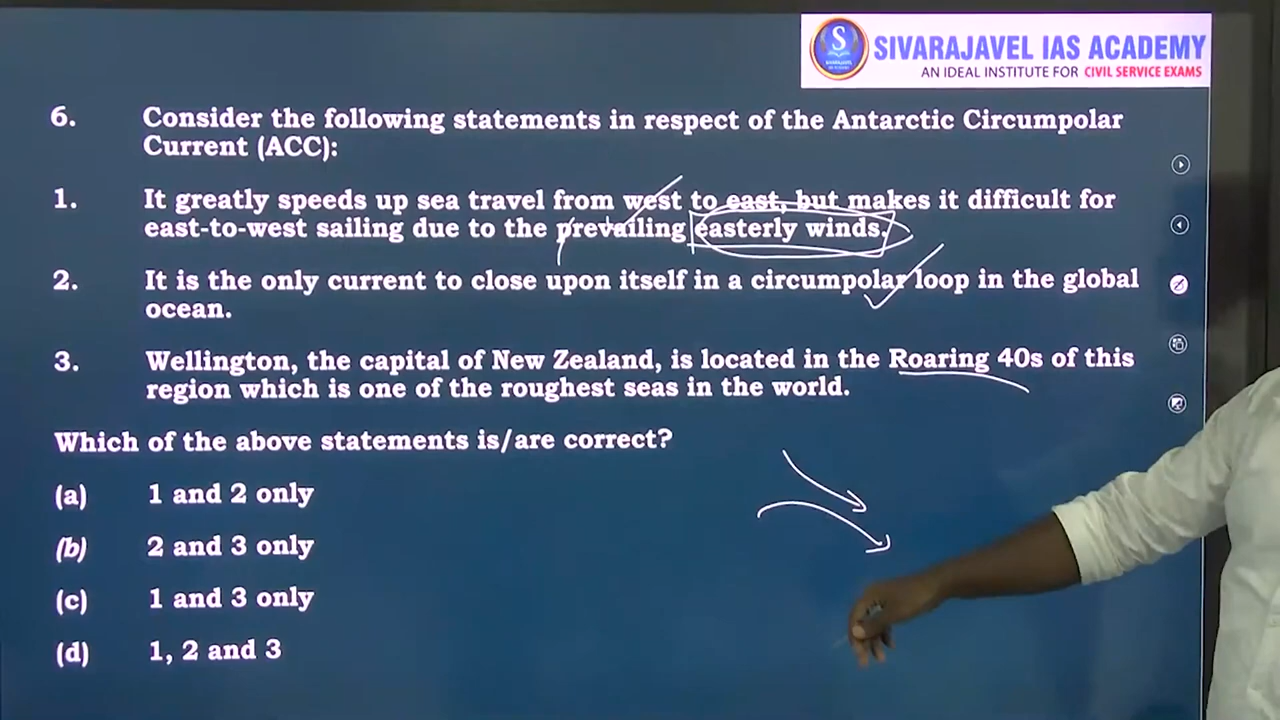 SIVARAJAVEL IAS ACADEMY
AN IDEAL INSTITUTE FOR CIVIL SERVICE EXAMS
6. Consider the following statements in respect of the Antarctic Circumpolar
Current (ACC):
1. It greatly speeds up sea travel from west to east, but makes it difficult for
east-to-west sailing due to the prevailing easterly winds.
2. It is the only current to close upon itself in a circumpolar loop in the global
ocean.
3. Wellington, the capital of New Zealand, is located in the Roaring 40s of this
region which is one of the roughest seas in the world.
Which of the above statements is/are correct?
(a) 1 and 2 only
(b) 2 and 3 only
(c) 1 and 3 only
(d) 1, 2 and 3